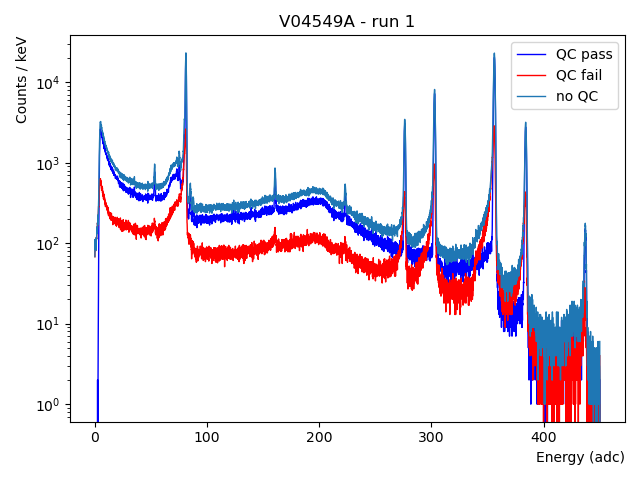 V04549A - run 1
Counts / keV
QC pass
QC fail
no QC
10⁴
10³
10²
10¹
10⁰
0 100 200 300 400
Energy (adc)